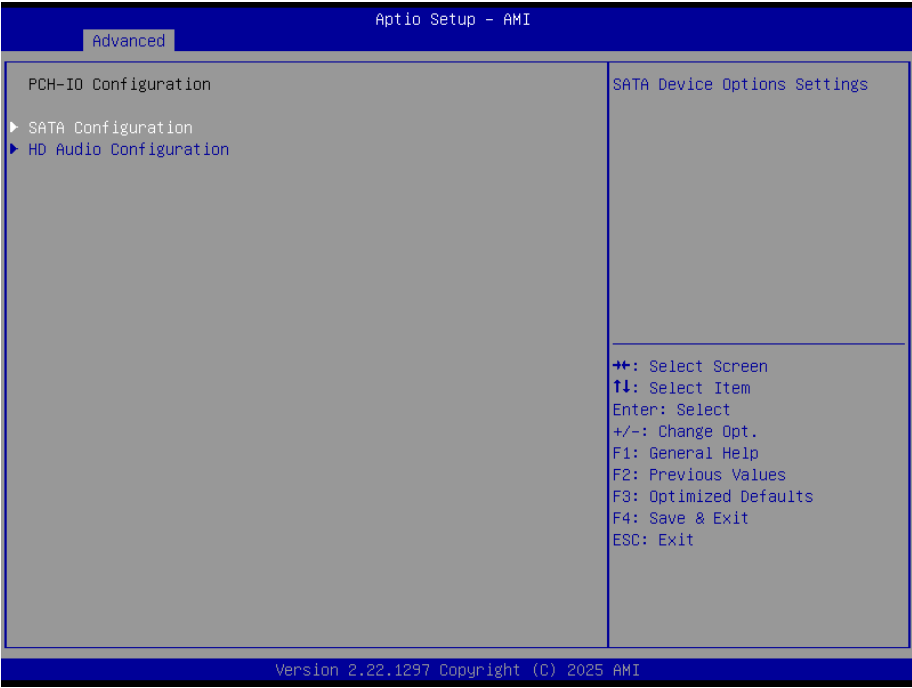 Aptio Setup – AMI
Advanced
PCH-IO Configuration
SATA Configuration
HD Audio Configuration
SATA Device Options Settings
→←: Select Screen
↑↓: Select Item
Enter: Select
+/-: Change Opt.
F1: General Help
F2: Previous Values
F3: Optimized Defaults
F4: Save & Exit
ESC: Exit
Version 2.22.1297 Copyright (C) 2025 AMI